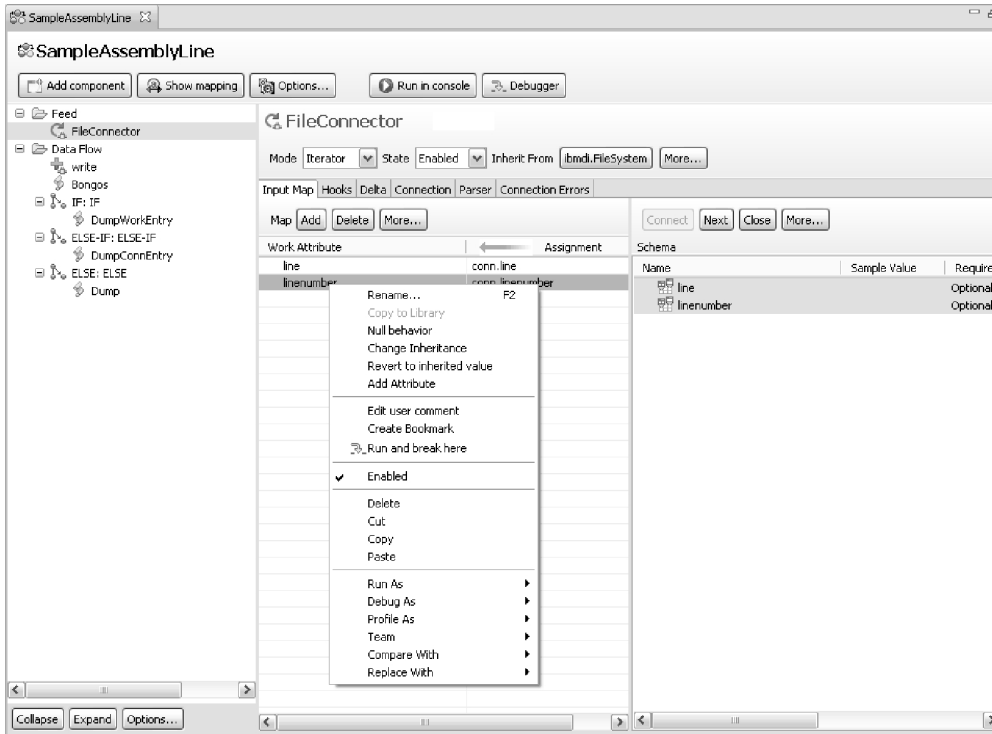 SampleAssemblyLine
SampleAssemblyLine
Add component Show mapping Options... Run in console Debugger
Feed
FileConnector
Data Flow
write
Bongos
IF: IF
DumpWorkEntry
ELSE-IF: ELSE-IF
DumpConnEntry
ELSE: ELSE
Dump
Collapse Expand Options...
FileConnector
Mode Iterator State Enabled Inherit From ibmdi.FileSystem More...
Input Map Hooks Delta Connection Parser Connection Errors
Map Add Delete More...
Work Attribute Assignment
line conn.line
linenumber conn.linenumber
Rename... F2
Copy to Library
Null behavior
Change Inheritance
Revert to inherited value
Add Attribute
Edit user comment
Create Bookmark
Run and break here
Enabled
Delete
Cut
Copy
Paste
Run As
Debug As
Profile As
Team
Compare With
Replace With
Connect Next Close More...
Schema
Name Sample Value Require
line Optional
linenumber Optional